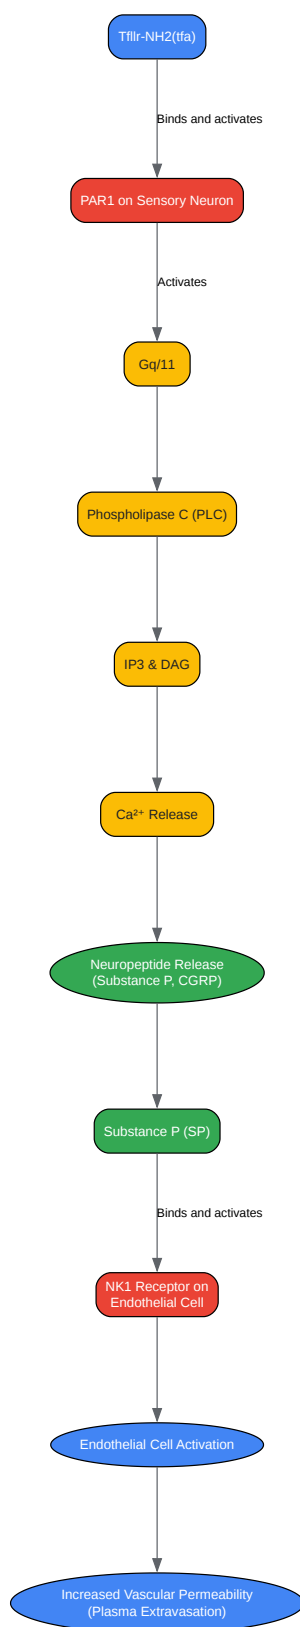 Tfllr-NH2(tfa)
Binds and activates
PAR1 on Sensory Neuron
Activates
Gq/11
Phospholipase C (PLC)
IP3 & DAG
Ca²⁺ Release
Neuropeptide Release
(Substance P, CGRP)
Substance P (SP)
Binds and activates
NK1 Receptor on
Endothelial Cell
Endothelial Cell Activation
Increased Vascular Permeability
(Plasma Extravasation)